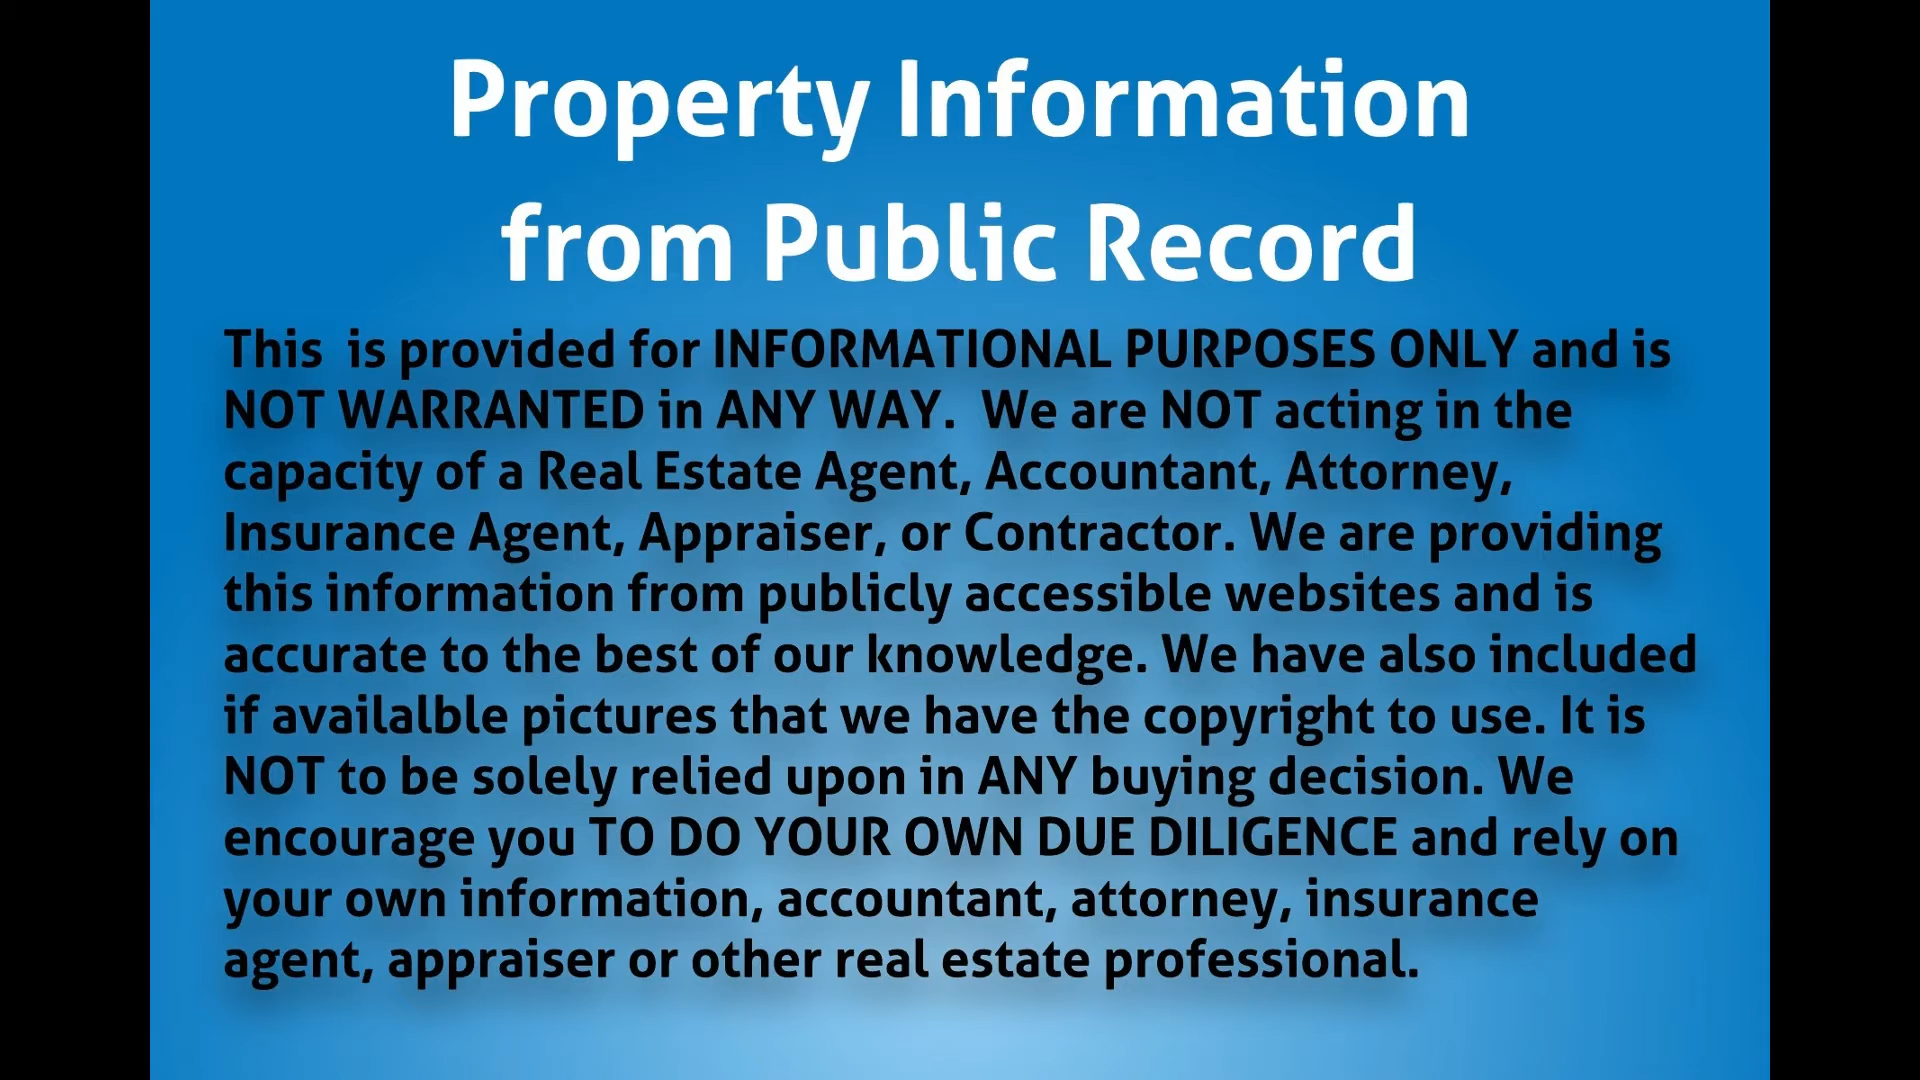 Property Information
from Public Record
This  is provided for INFORMATIONAL PURPOSES ONLY and is
NOT WARRANTED in ANY WAY.  We are NOT acting in the
capacity of a Real Estate Agent, Accountant, Attorney,
Insurance Agent, Appraiser, or Contractor. We are providing
this information from publicly accessible websites and is
accurate to the best of our knowledge. We have also included
if availalble pictures that we have the copyright to use. It is
NOT to be solely relied upon in ANY buying decision. We
encourage you TO DO YOUR OWN DUE DILIGENCE and rely on
your own information, accountant, attorney, insurance
agent, appraiser or other real estate professional.